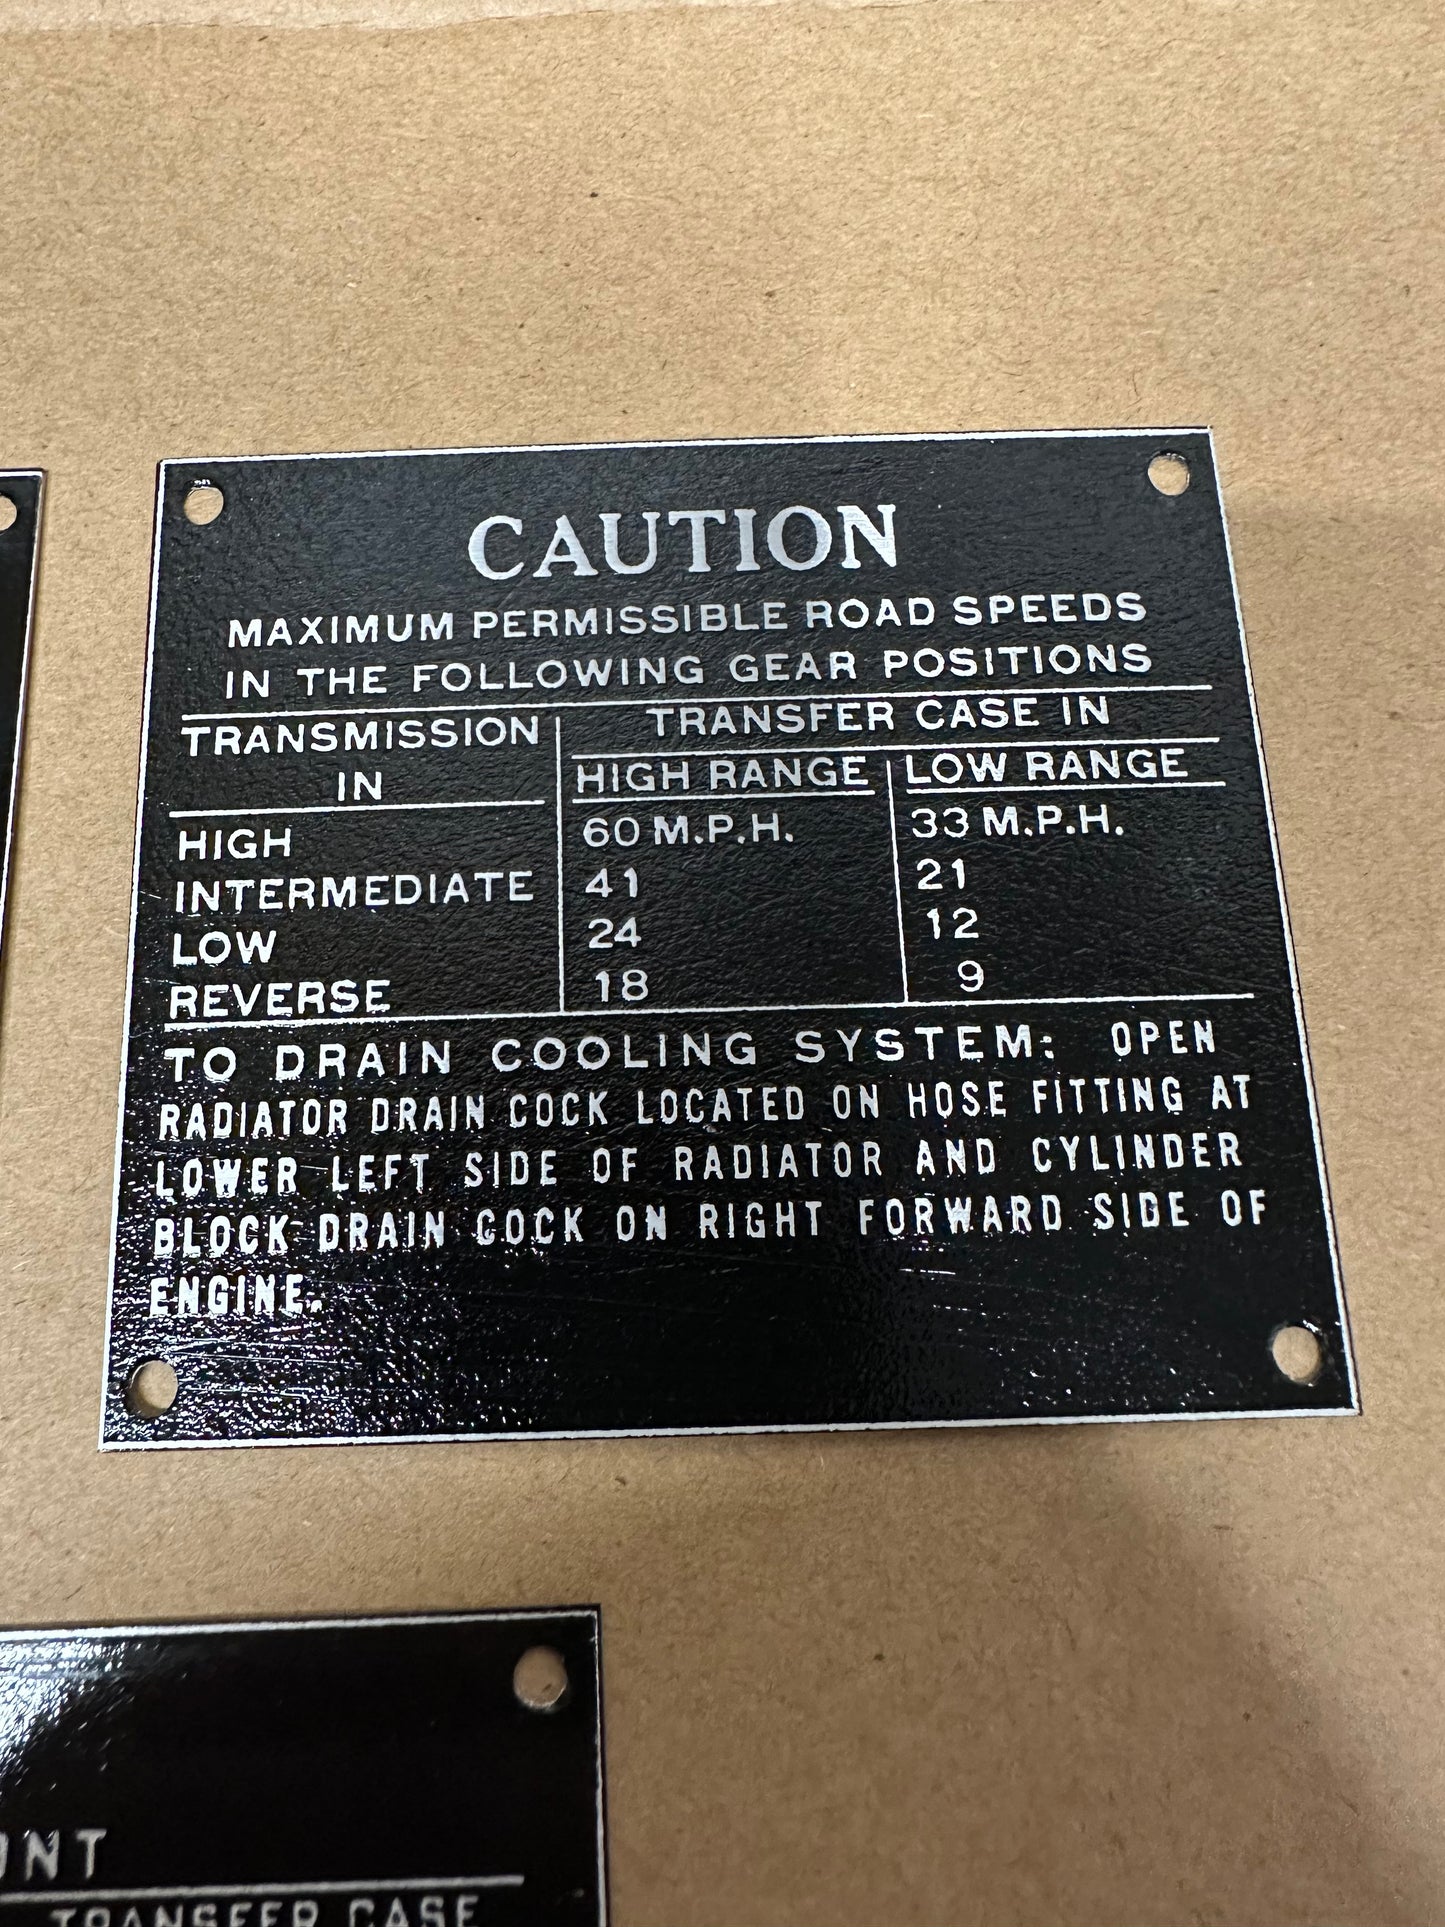 CAUTION
MAXIMUM PERMISSIBLE ROAD SPEEDS
IN THE FOLLOWING GEAR POSITIONS
TRANSMISSION IN
TRANSFER CASE IN
HIGH RANGE LOW RANGE
HIGH 60 M.P.H. 33 M.P.H.
INTERMEDIATE 41 21
LOW 24 12
REVERSE 18 9
TO DRAIN COOLING SYSTEM: OPEN
RADIATOR DRAIN COCK LOCATED ON HOSE FITTING AT
LOWER LEFT SIDE OF RADIATOR AND CYLINDER
BLOCK DRAIN COCK ON RIGHT FORWARD SIDE OF
ENGINE.
TRANSFER CASE